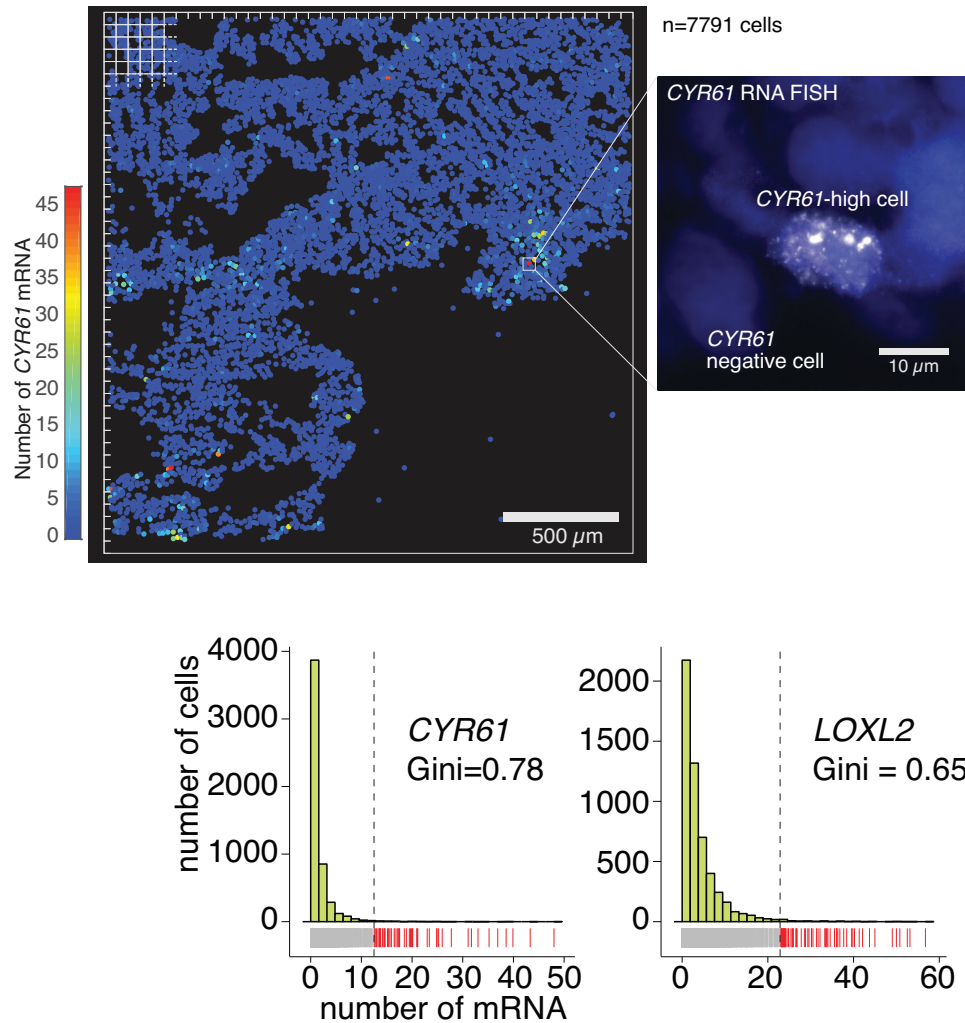 n=7791 cells
CYR61 RNA FISH
CYR61-high cell
CYR61
negative cell
10 µm
Number of CYR61 mRNA
45
40
35
30
25
20
15
10
5
0
500 µm
number of cells
4000
3000
2000
1000
0
CYR61
Gini=0.78
0 10 20 30 40 50
number of mRNA
2000
1500
1000
500
0
LOXL2
Gini = 0.65
0 20 40 60